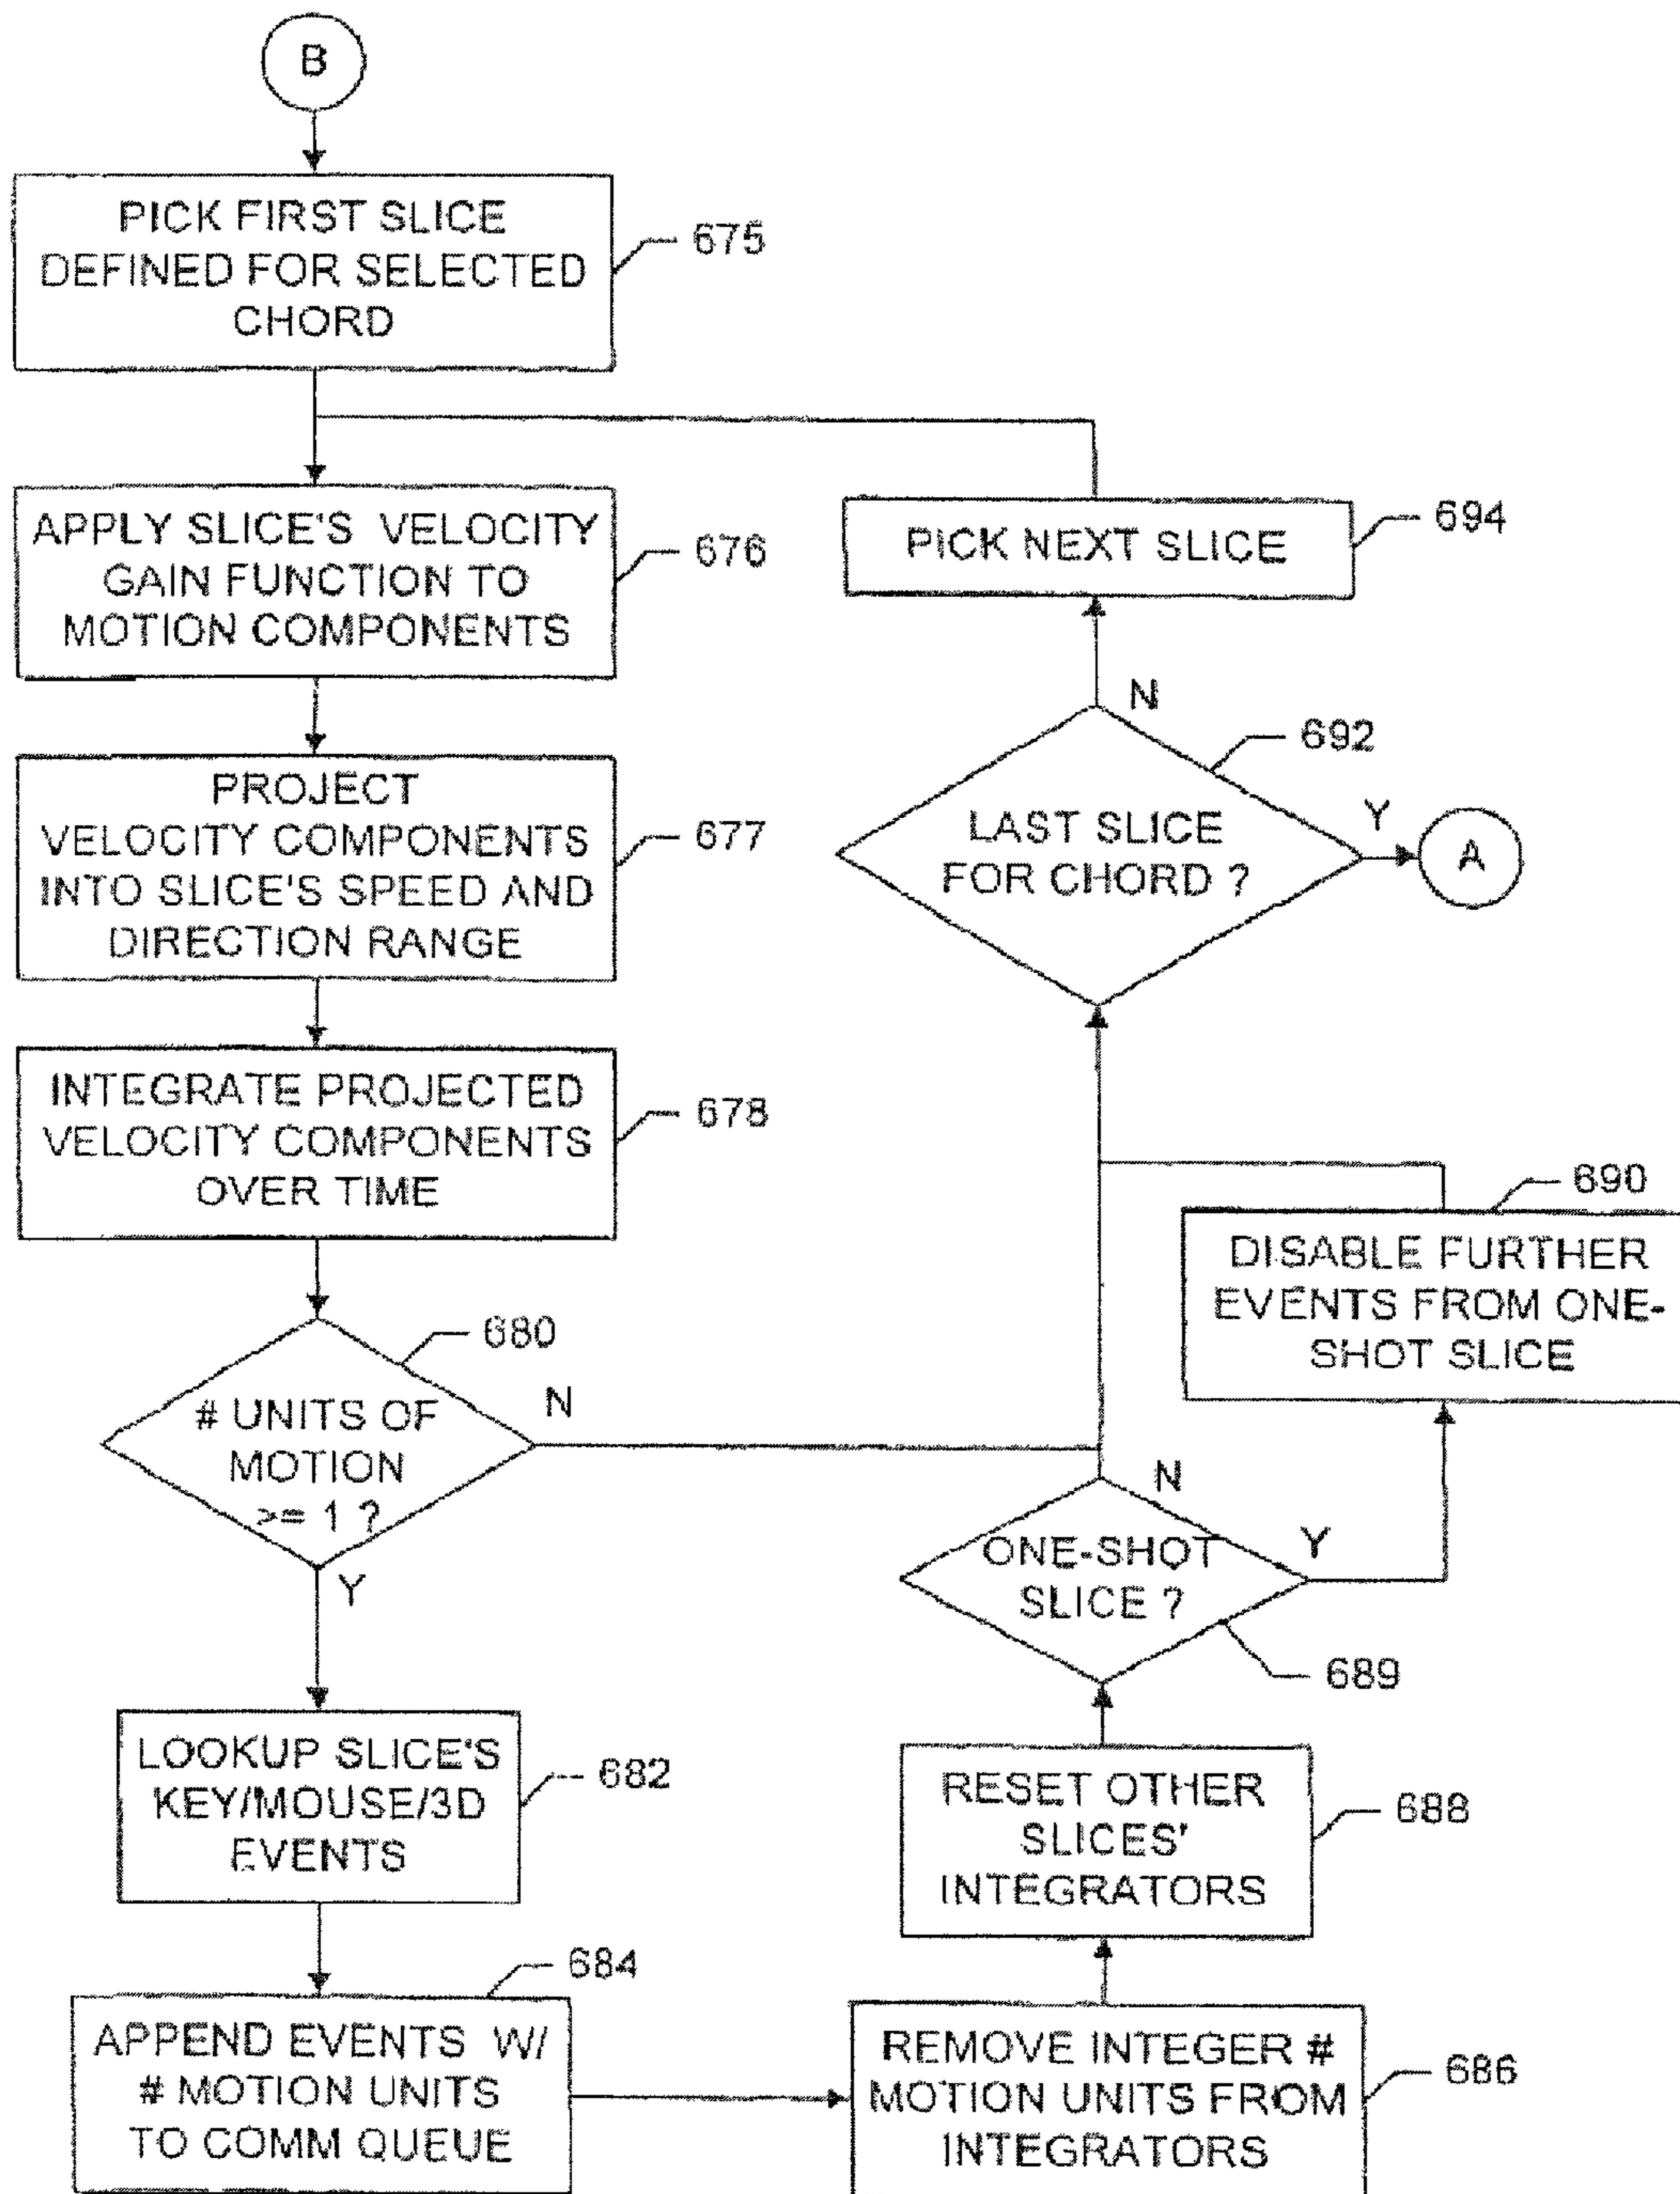 B
PICK FIRST SLICE
DEFINED FOR SELECTED
CHORD
675
APPLY SLICE'S VELOCITY
GAIN FUNCTION TO
MOTION COMPONENTS
676
PROJECT
VELOCITY COMPONENTS
INTO SLICE'S SPEED AND
DIRECTION RANGE
677
INTEGRATE PROJECTED
VELOCITY COMPONENTS
OVER TIME
678
# UNITS OF
MOTION
>= 1 ?
680
N
Y
LOOKUP SLICE'S
KEY/MOUSE/3D
EVENTS
682
APPEND EVENTS W/
# MOTION UNITS
TO COMM QUEUE
684
REMOVE INTEGER #
MOTION UNITS FROM
INTEGRATORS
686
RESET OTHER
SLICES'
INTEGRATORS
688
ONE-SHOT
SLICE ?
689
N
Y
DISABLE FURTHER
EVENTS FROM ONE-
SHOT SLICE
690
LAST SLICE
FOR CHORD ?
692
N
Y
A
PICK NEXT SLICE
694